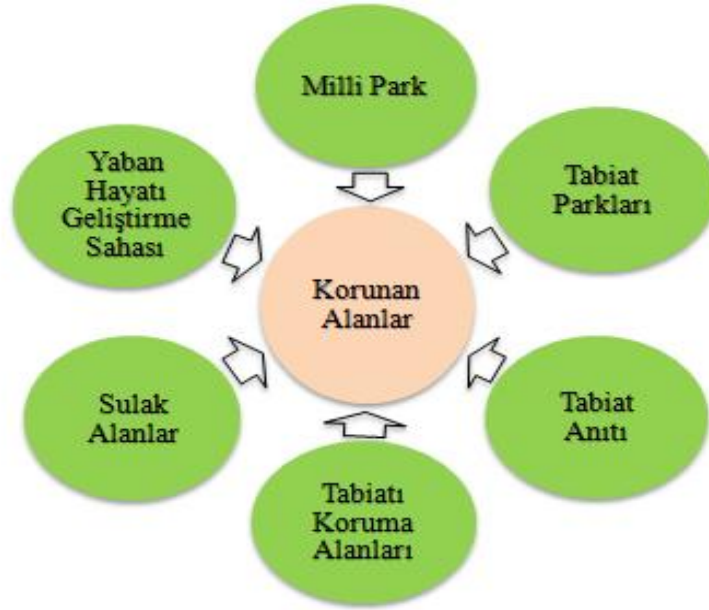 Milli Park
Yaban
Hayatı
Geliştirme
Sahası
Tabiat
Parkları
Korunan
Alanlar
Sulak
Alanlar
Tabiat
Anıtı
Tabiatı
Koruma
Alanları